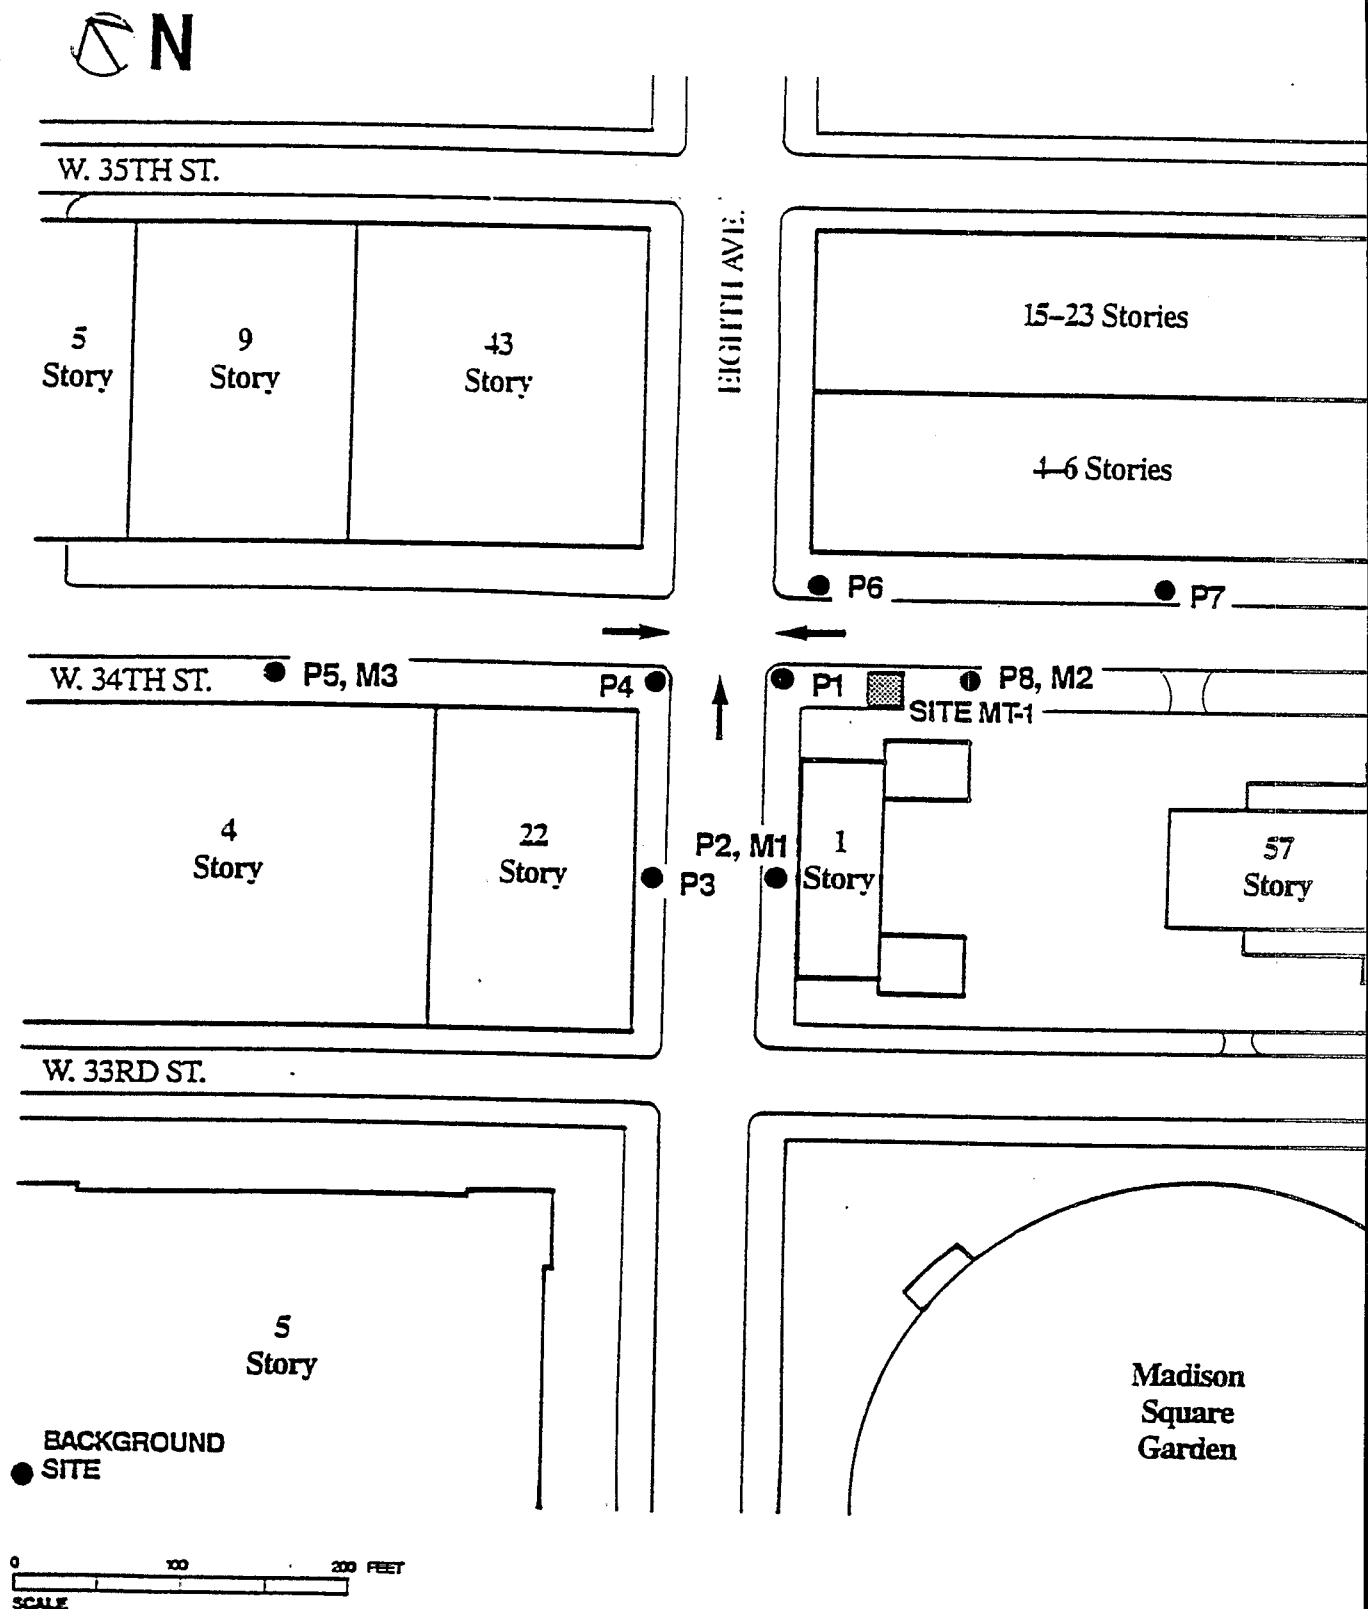 N
W. 35TH ST.
EIGHTH AVE.
5
Story
9
Story
43
Story
15–23 Stories
4–6 Stories
P6
P7
W. 34TH ST.
P5, M3
P4
P1
P8, M2
SITE MT-1
4
Story
22
Story
P3
P2, M1
1
Story
57
Story
W. 33RD ST.
5
Story
Madison
Square
Garden
BACKGROUND
SITE
0 100 200 FEET
SCALE